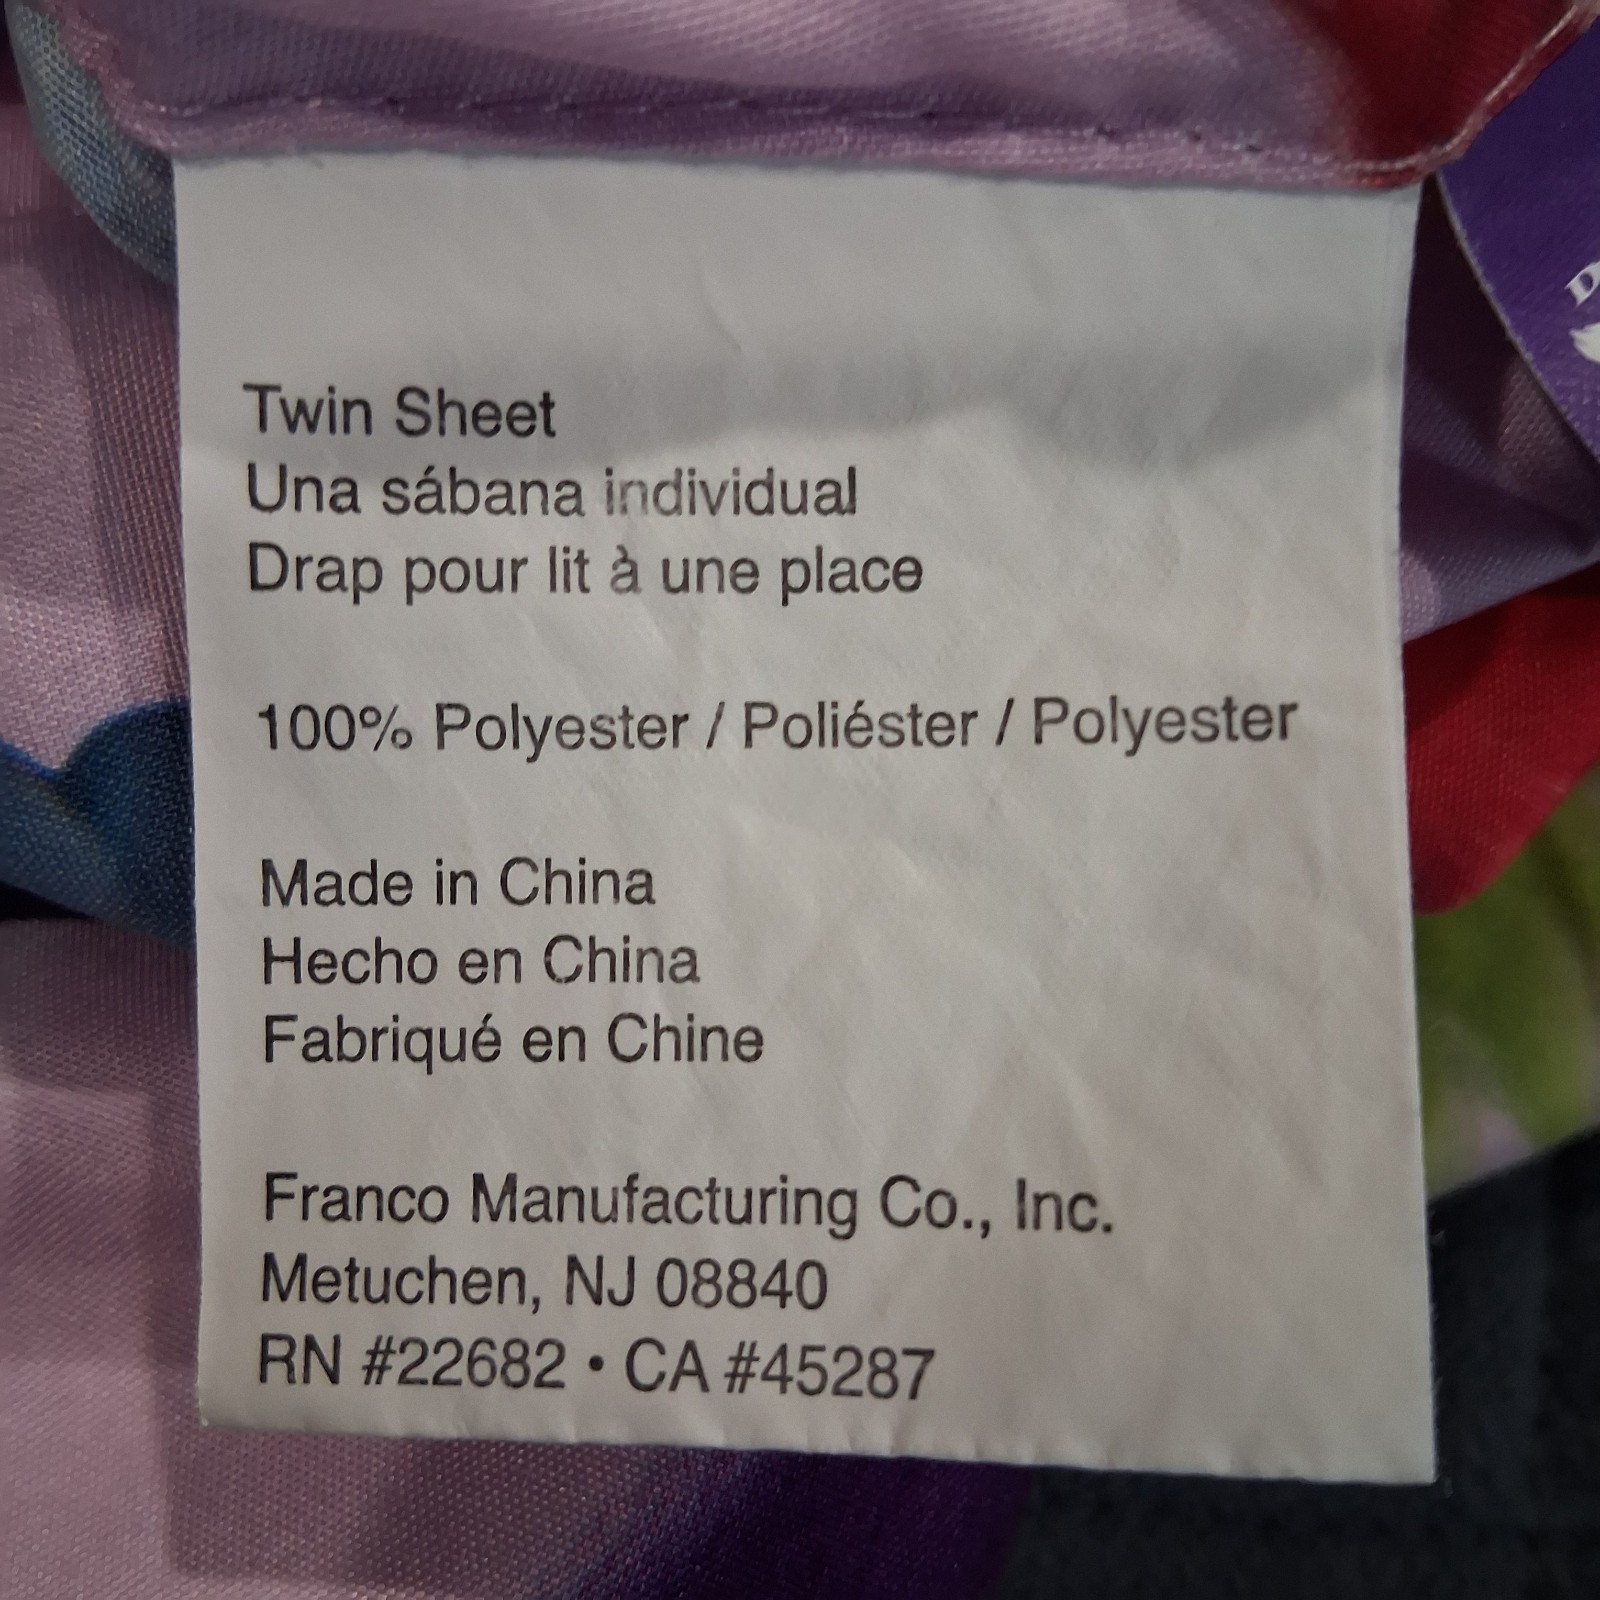 Twin Sheet
Una sábana individual
Drap pour lit à une place
100% Polyester / Poliéster / Polyester
Made in China
Hecho en China
Fabriqué en Chine
Franco Manufacturing Co., Inc.
Metuchen, NJ 08840
RN #22682 • CA #45287